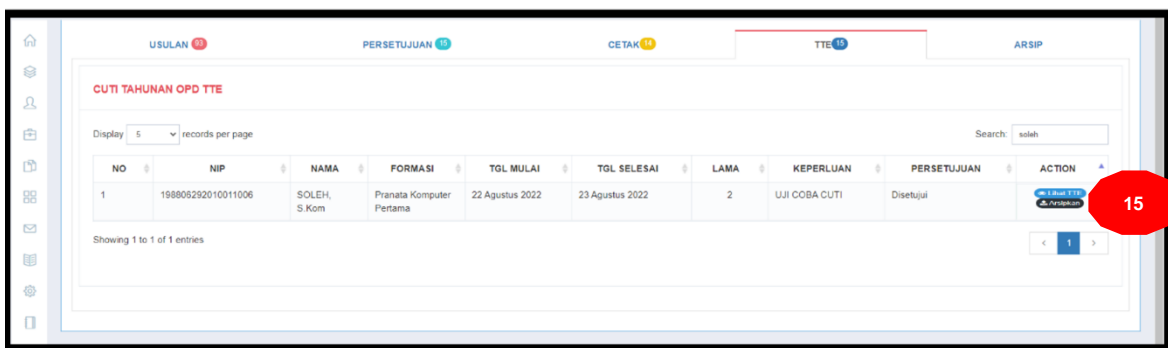 USULAN 03 PERSETUJUAN 15 CETAK 14 TTE 15 ARSIP
CUTI TAHUNAN OPD TTE
Display 5 records per page Search: soleh
NO NIP NAMA FORMASI TGL MULAI TGL SELESAI LAMA KEPERLUAN PERSETUJUAN ACTION
1 198806292010011006 SOLEH, Pranata Komputer 22 Agustus 2022 23 Agustus 2022 2 UJI COBA CUTI Disetujui Lihat TTE
S.Kom Pertama Arsipkan
15
Showing 1 to 1 of 1 entries < 1 >